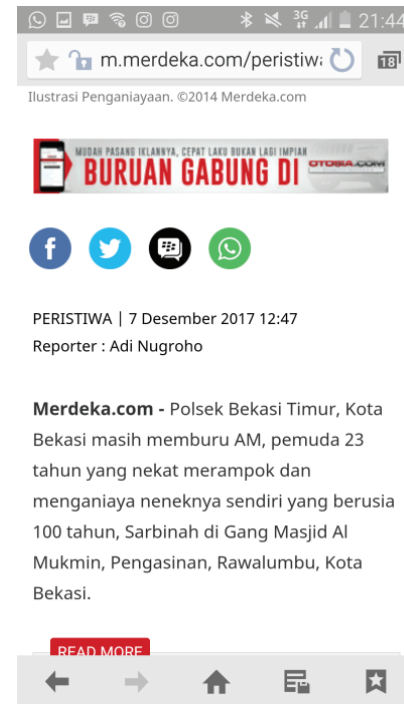 3G 21:44
m.merdeka.com/peristiwa
18
Ilustrasi Penganiayaan. ©2014 Merdeka.com
MUDAH PASANG IKLANNYA, CEPAT LAKU BUKAN LAGI IMPIAN
BURUAN GABUNG DI OTOSIA.COM
PERISTIWA | 7 Desember 2017 12:47
Reporter : Adi Nugroho
Merdeka.com - Polsek Bekasi Timur, Kota
Bekasi masih memburu AM, pemuda 23
tahun yang nekat merampok dan
menganiaya neneknya sendiri yang berusia
100 tahun, Sarbinah di Gang Masjid Al
Mukmin, Pengasinan, Rawalumbu, Kota
Bekasi.
READ MORE